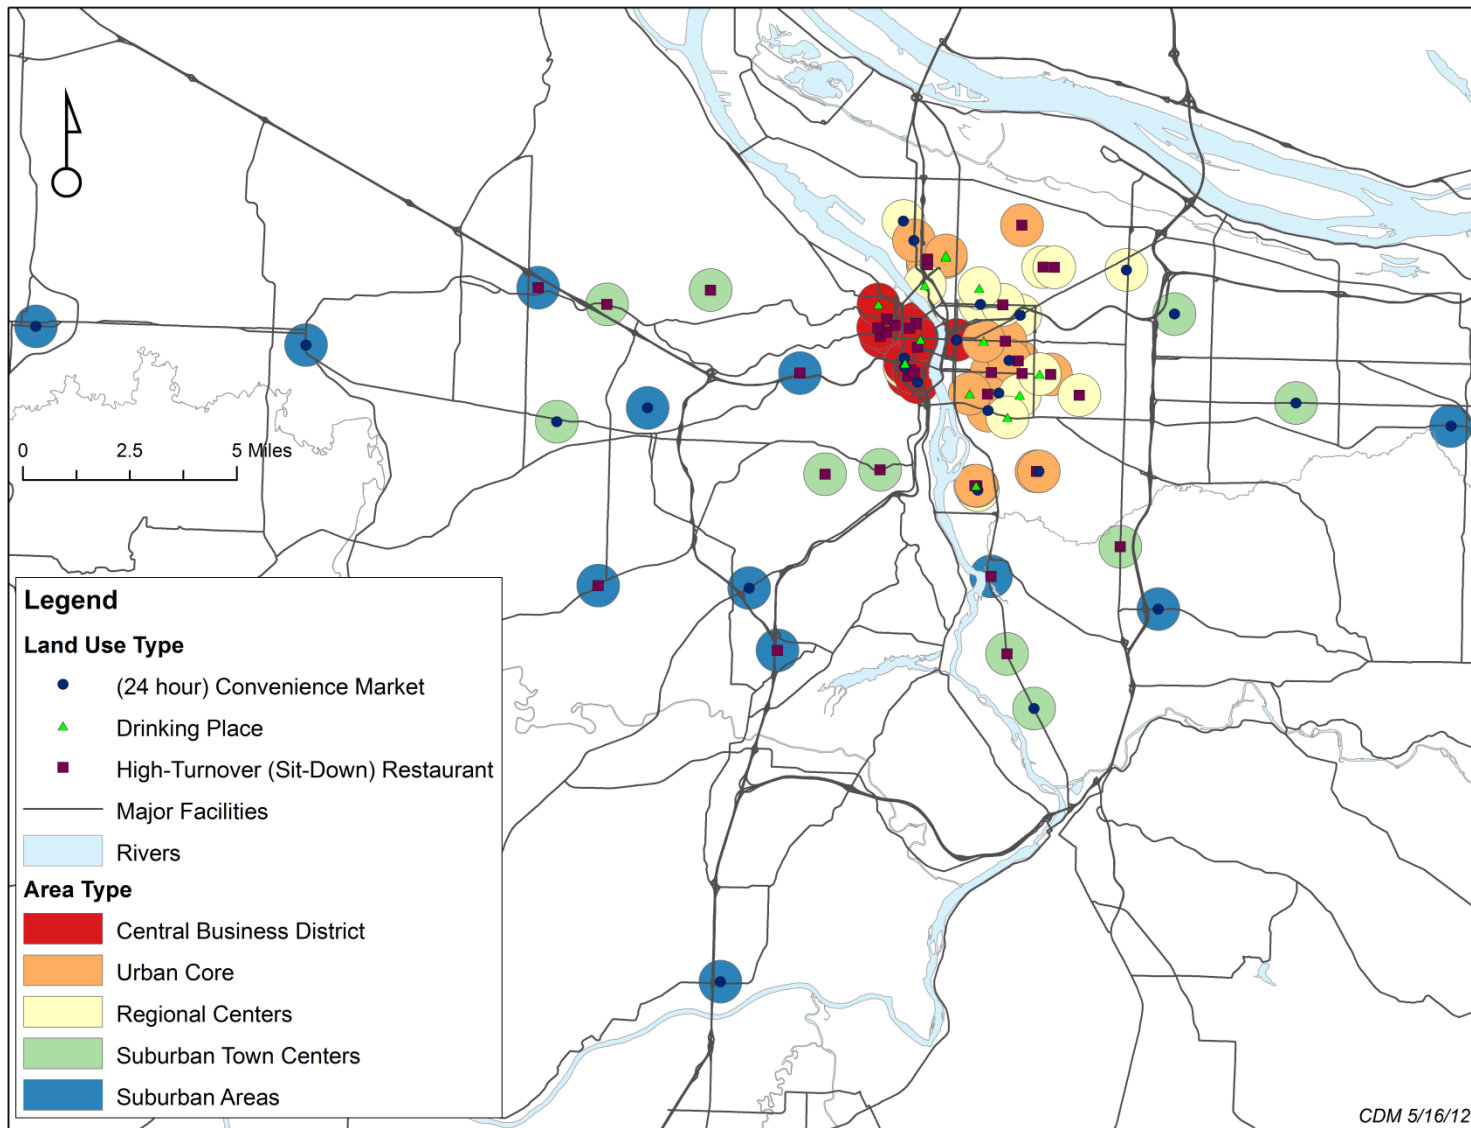 0 2.5 5 Miles
Legend
Land Use Type
(24 hour) Convenience Market
Drinking Place
High-Turnover (Sit-Down) Restaurant
Major Facilities
Rivers
Area Type
Central Business District
Urban Core
Regional Centers
Suburban Town Centers
Suburban Areas
CDM 5/16/12